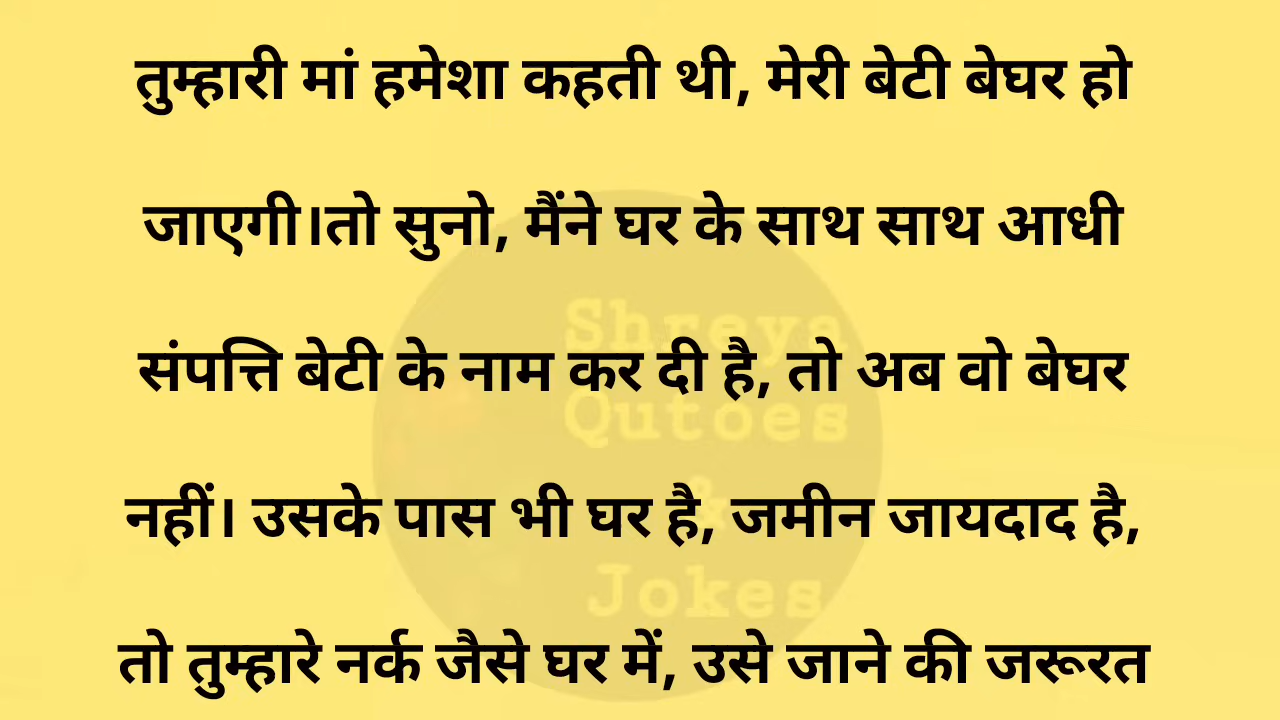 तुम्हारी मां हमेशा कहती थी, मेरी बेटी बेघर हो
जाएगी।तो सुनो, मैंने घर के साथ साथ आधी
संपत्ति बेटी के नाम कर दी है, तो अब वो बेघर
नहीं। उसके पास भी घर है, जमीन जायदाद है,
तो तुम्हारे नर्क जैसे घर में, उसे जाने की जरूरत
Shreya
Qutoes
&
Jokes